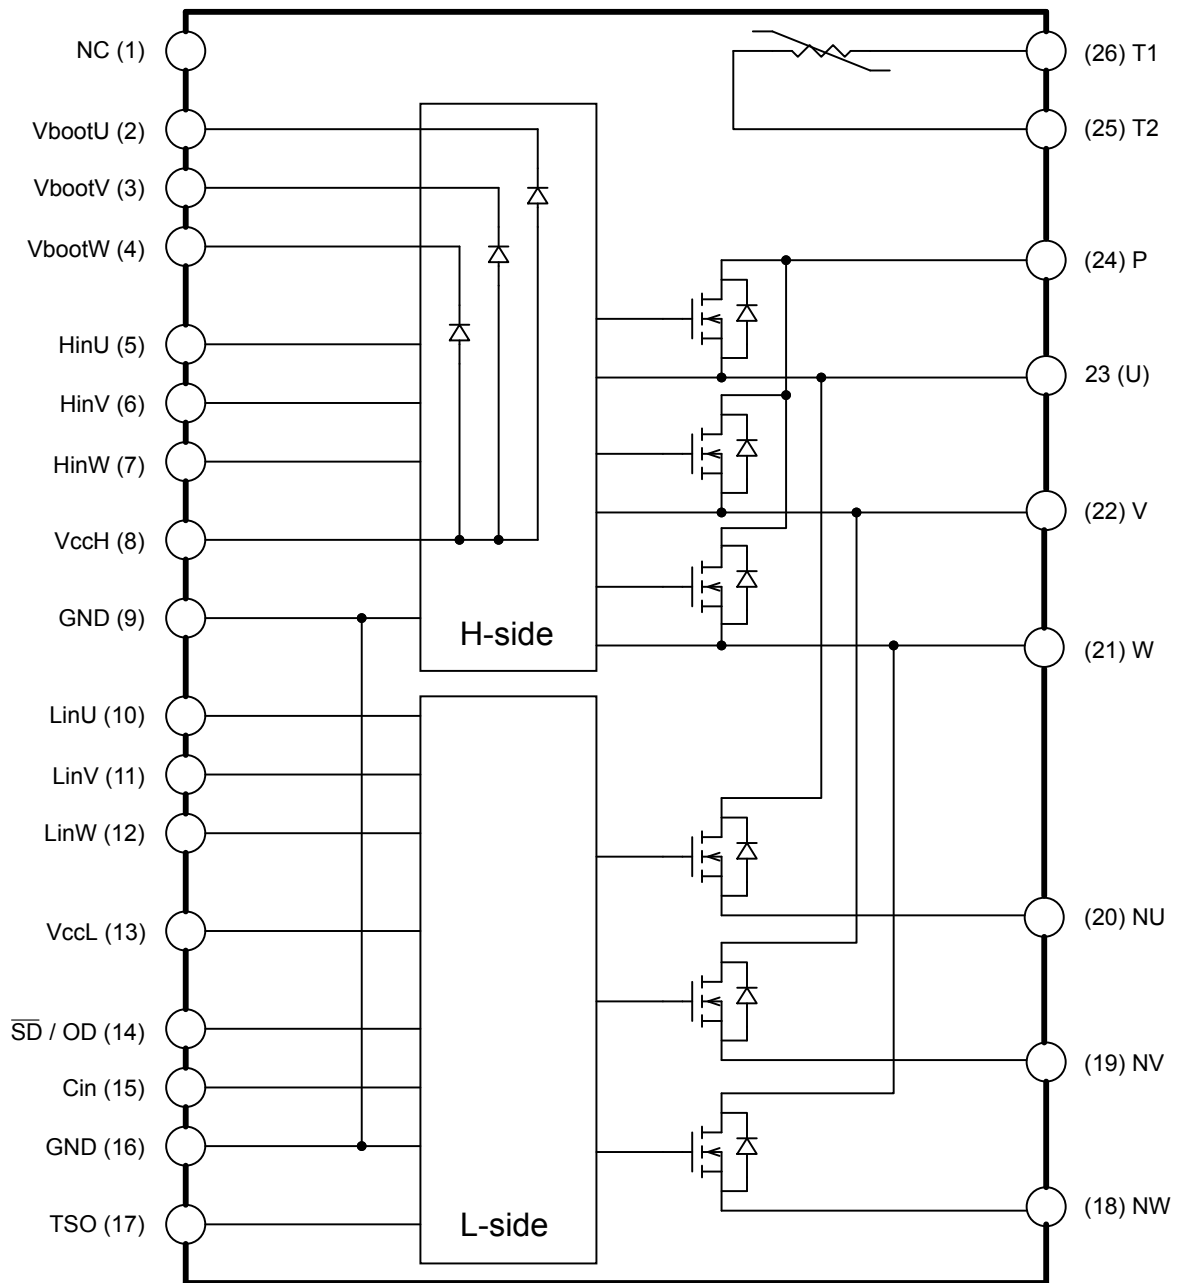 NC (1)
VbootU (2)
VbootV (3)
VbootW (4)
HinU (5)
HinV (6)
HinW (7)
VccH (8)
GND (9)
LinU (10)
LinV (11)
LinW (12)
VccL (13)
S̅D̅ / OD (14)
Cin (15)
GND (16)
TSO (17)
H-side
L-side
(26) T1
(25) T2
(24) P
23 (U)
(22) V
(21) W
(20) NU
(19) NV
(18) NW